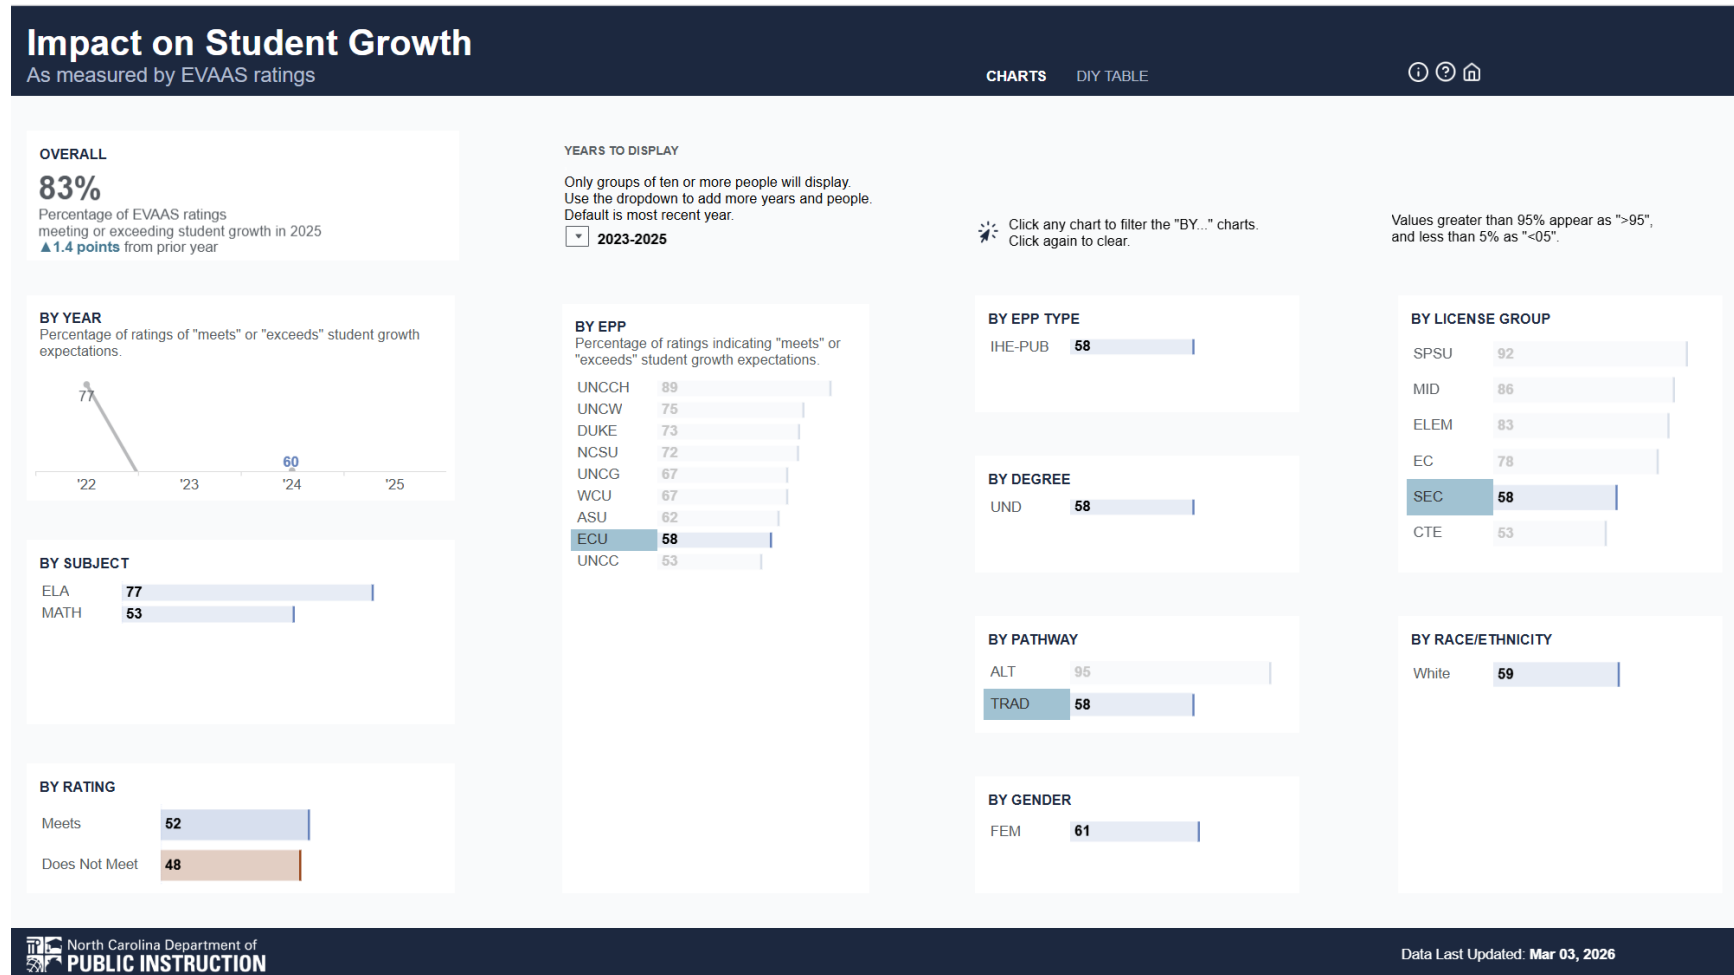 Impact on Student Growth
As measured by EVAAS ratings
CHARTS
DIY TABLE
OVERALL
83%
Percentage of EVAAS ratings
meeting or exceeding student growth in 2025
▲1.4 points from prior year
YEARS TO DISPLAY
Only groups of ten or more people will display.
Use the dropdown to add more years and people.
Default is most recent year.
2023-2025
Click any chart to filter the "BY..." charts.
Click again to clear.
Values greater than 95% appear as ">95",
and less than 5% as "<05".
BY YEAR
Percentage of ratings of "meets" or "exceeds" student growth
expectations.
77
60
'22 '23 '24 '25
BY SUBJECT
ELA 77
MATH 53
BY RATING
Meets 52
Does Not Meet 48
BY EPP
Percentage of ratings indicating "meets" or
"exceeds" student growth expectations.
UNCCH 89
UNCW 75
DUKE 73
NCSU 72
UNCG 67
WCU 67
ASU 62
ECU 58
UNCC 53
BY EPP TYPE
IHE-PUB 58
BY DEGREE
UND 58
BY PATHWAY
ALT 95
TRAD 58
BY GENDER
FEM 61
BY LICENSE GROUP
SPSU 92
MID 86
ELEM 83
EC 78
SEC 58
CTE 53
BY RACE/ETHNICITY
White 59
North Carolina Department of
PUBLIC INSTRUCTION
Data Last Updated: Mar 03, 2026